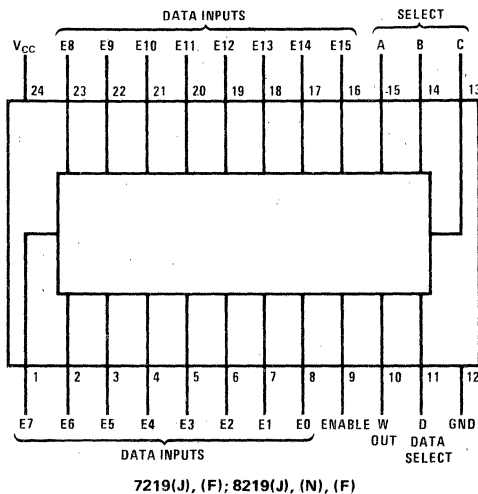 DATA INPUTS SELECT
VCC E8 E9 E10 E11 E12 E13 E14 E15 A B C
24 23 22 21 20 19 18 17 16 15 14 13
1 2 3 4 5 6 7 8 9 10 11 12
E7 E6 E5 E4 E3 E2 E1 E0 ENABLE W D GND
OUT DATA
DATA INPUTS SELECT
7219(J), (F); 8219(J), (N), (F)